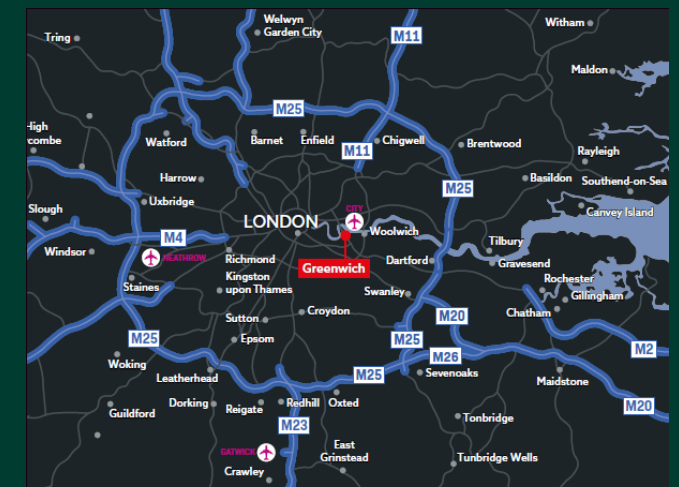 Welwyn
Garden City
Tring
M11
Witham
Maldon
M25
High
combe
Watford
Barnet
Enfield
M11
Chigwell
Brentwood
Rayleigh
Harrow
M25
Basildon
Southend-on-Sea
Uxbridge
Slough
CITY
Canvey Island
LONDON
Woolwich
M4
Windsor
HEATHROW
Richmond
Greenwich
Dartford
Tilbury
Gravesend
Staines
Kingston
upon Thames
Swanley
Rochester
Gillingham
Chatham
Sutton
Croydon
M20
M25
Epsom
M25
M26
M2
Woking
Leatherhead
M25
Sevenoaks
Maidstone
Guildford
Dorking
Reigate
Redhill
Oxted
M20
M23
Tonbridge
GATWICK
East
Grinstead
Crawley
Tunbridge Wells